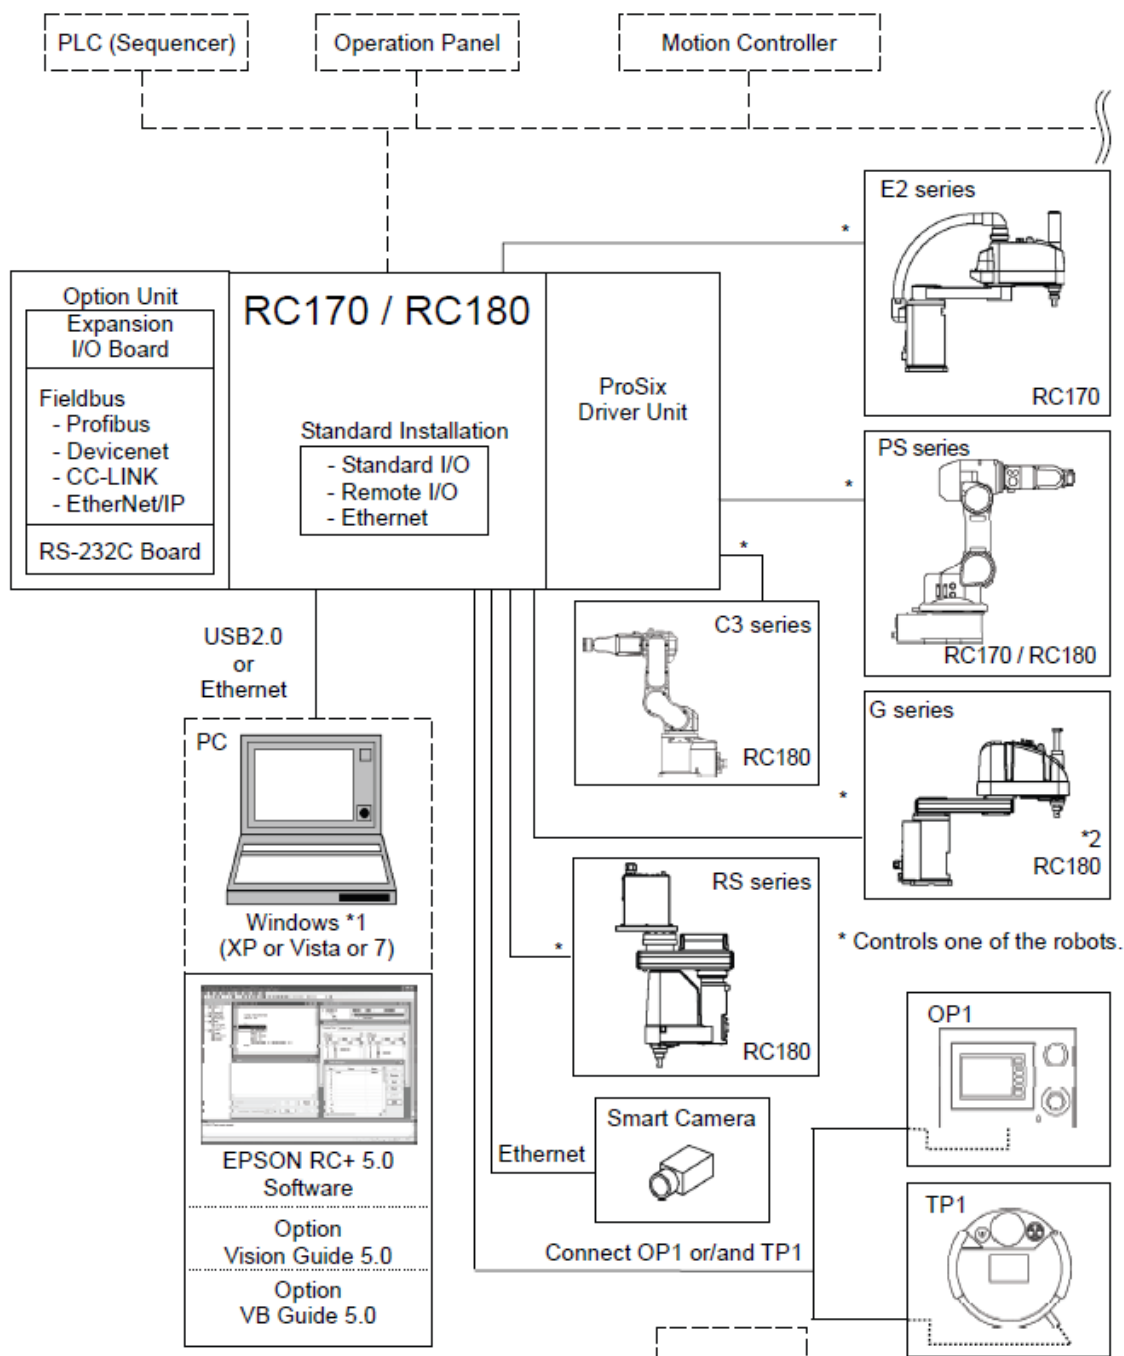 PLC (Sequencer)
Operation Panel
Motion Controller
E2 series
*
RC170
Option Unit
Expansion
I/O Board
Fieldbus
- Profibus
- Devicenet
- CC-LINK
- EtherNet/IP
RS-232C Board
RC170 / RC180
Standard Installation
- Standard I/O
- Remote I/O
- Ethernet
ProSix
Driver Unit
PS series
*
RC170 / RC180
*
C3 series
RC180
USB2.0
or
Ethernet
G series
*
*2
RC180
PC
Windows *1
(XP or Vista or 7)
RS series
*
RC180
* Controls one of the robots.
EPSON RC+ 5.0
Software
Option
Vision Guide 5.0
Option
VB Guide 5.0
Smart Camera
Ethernet
Connect OP1 or/and TP1
OP1
TP1